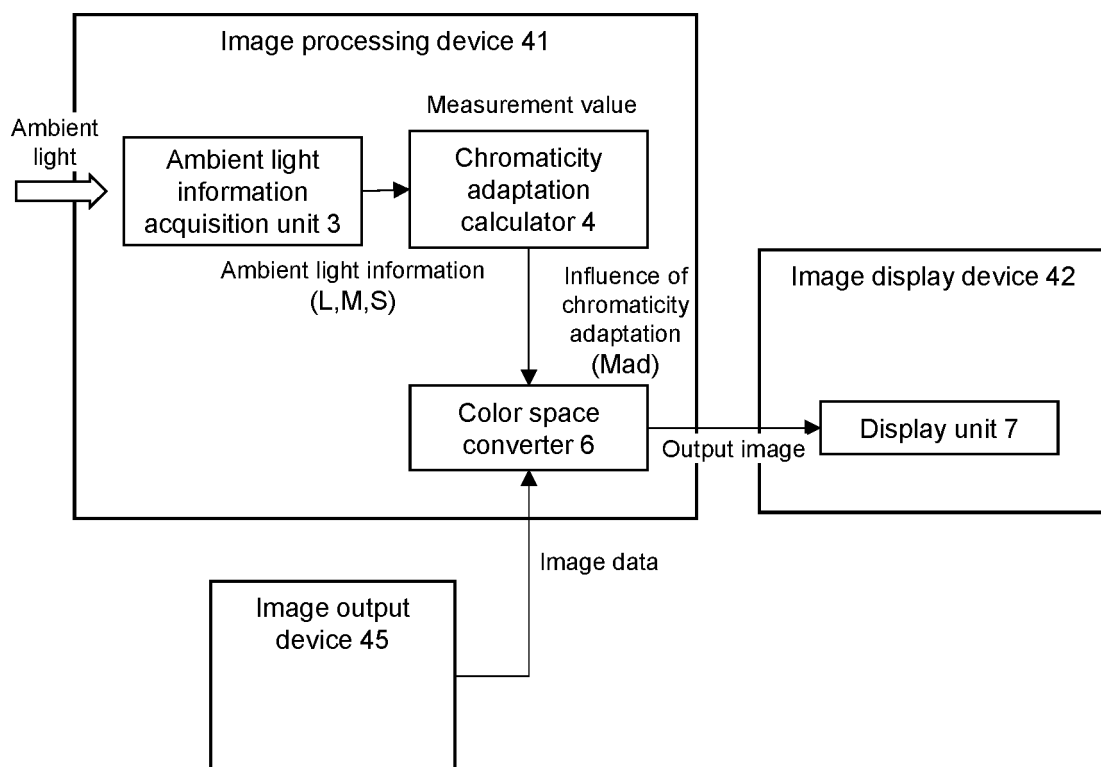 Image processing device 41
Measurement value
Ambient
light
Ambient light
information
acquisition unit 3
Chromaticity
adaptation
calculator 4
Ambient light information
(L,M,S)
Influence of
chromaticity
adaptation
(Mad)
Image display device 42
Color space
converter 6
Output image
Display unit 7
Image data
Image output
device 45